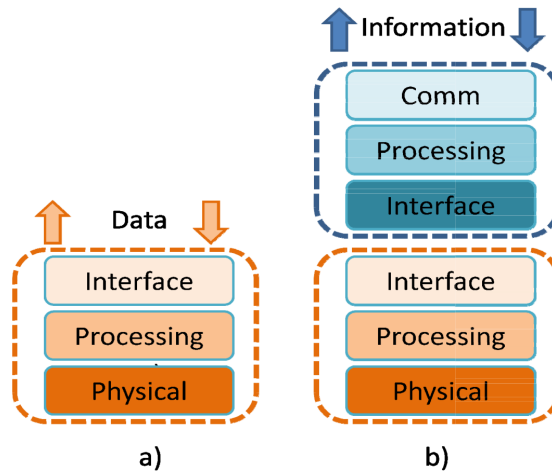 Information
Comm
Processing
Interface
Data
Interface
Processing
Physical
Interface
Processing
Physical
a)
b)